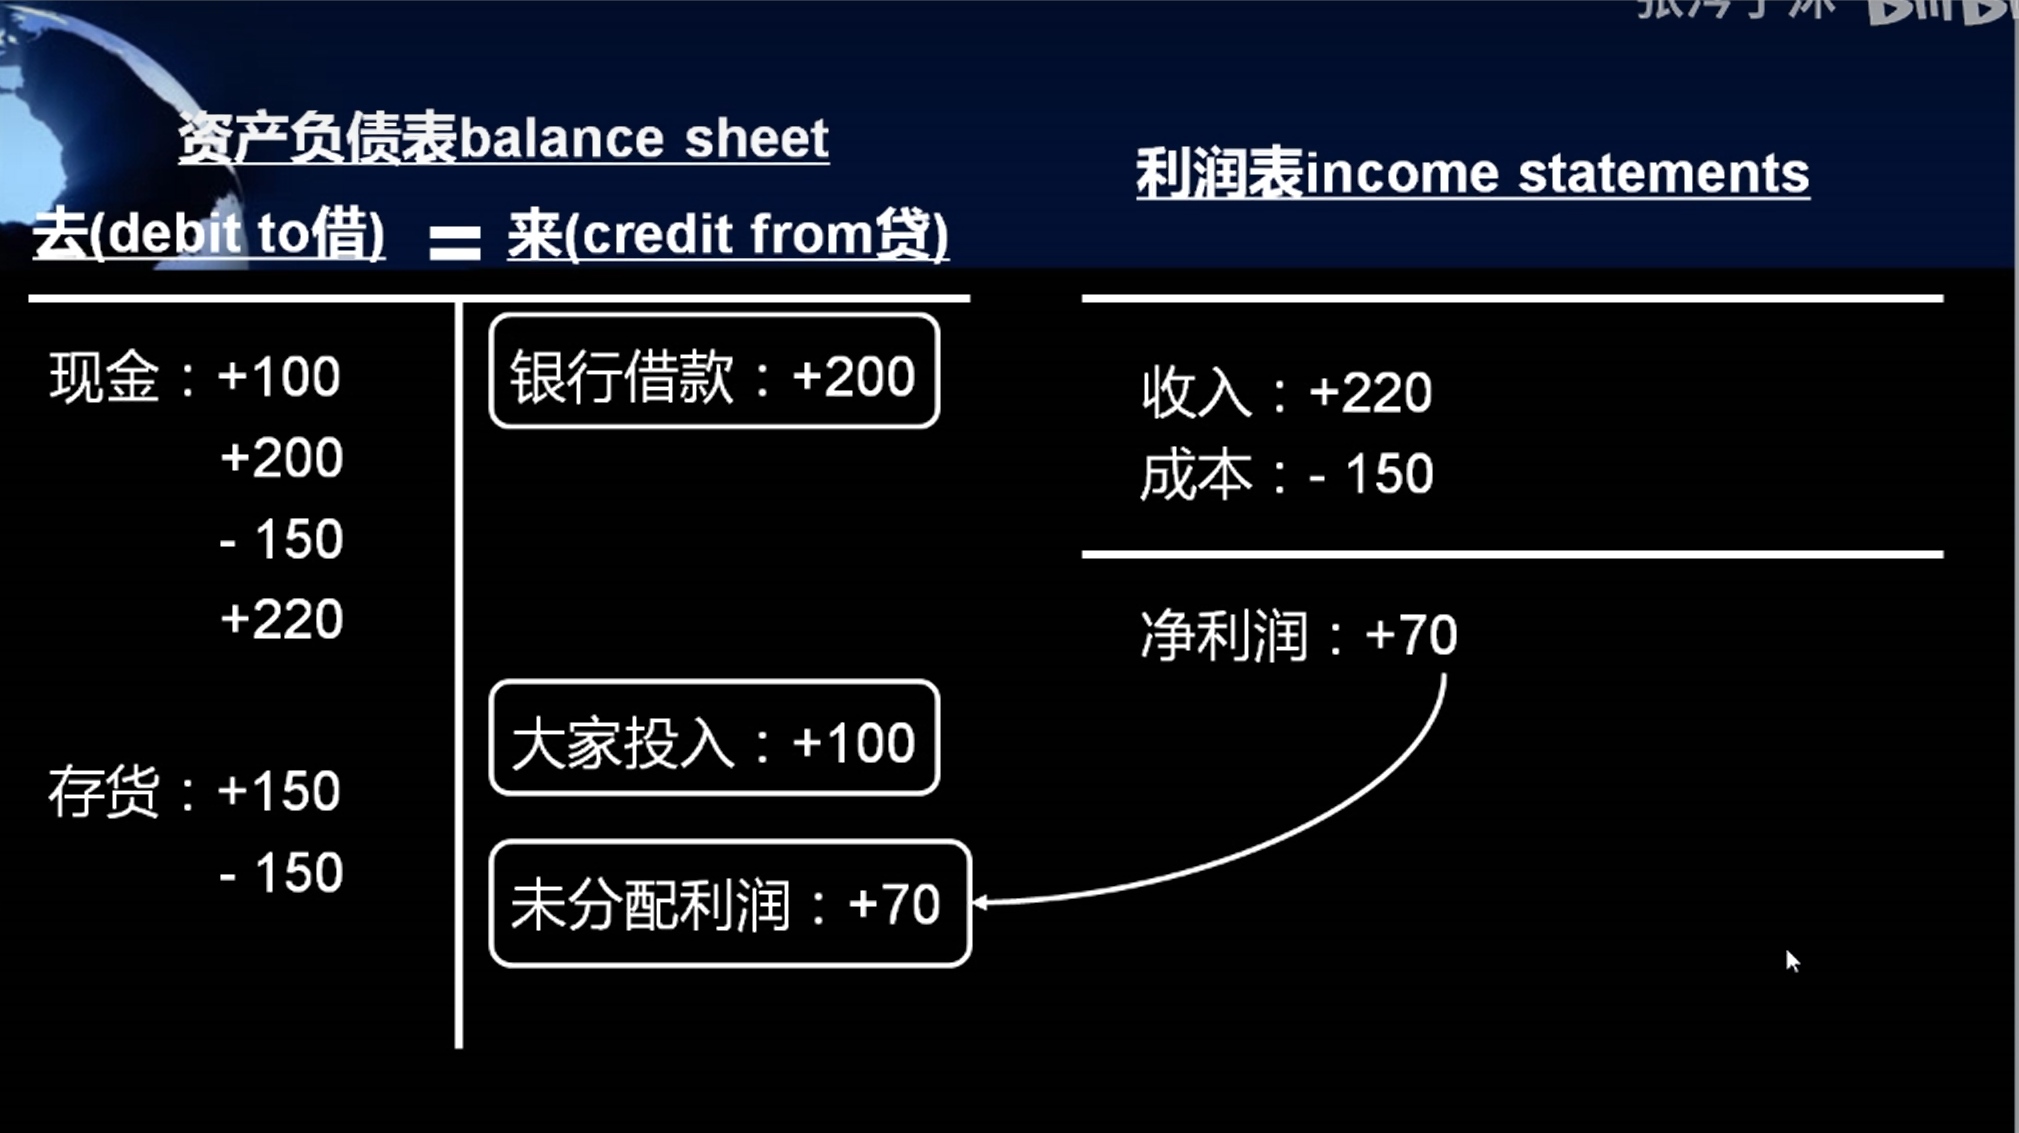 资产负债表balance sheet
去(debit to借) = 来(credit from贷)
现金：+100
+200
- 150
+220
存货：+150
- 150
银行借款：+200
大家投入：+100
未分配利润：+70
利润表income statements
收入：+220
成本：- 150
净利润：+70